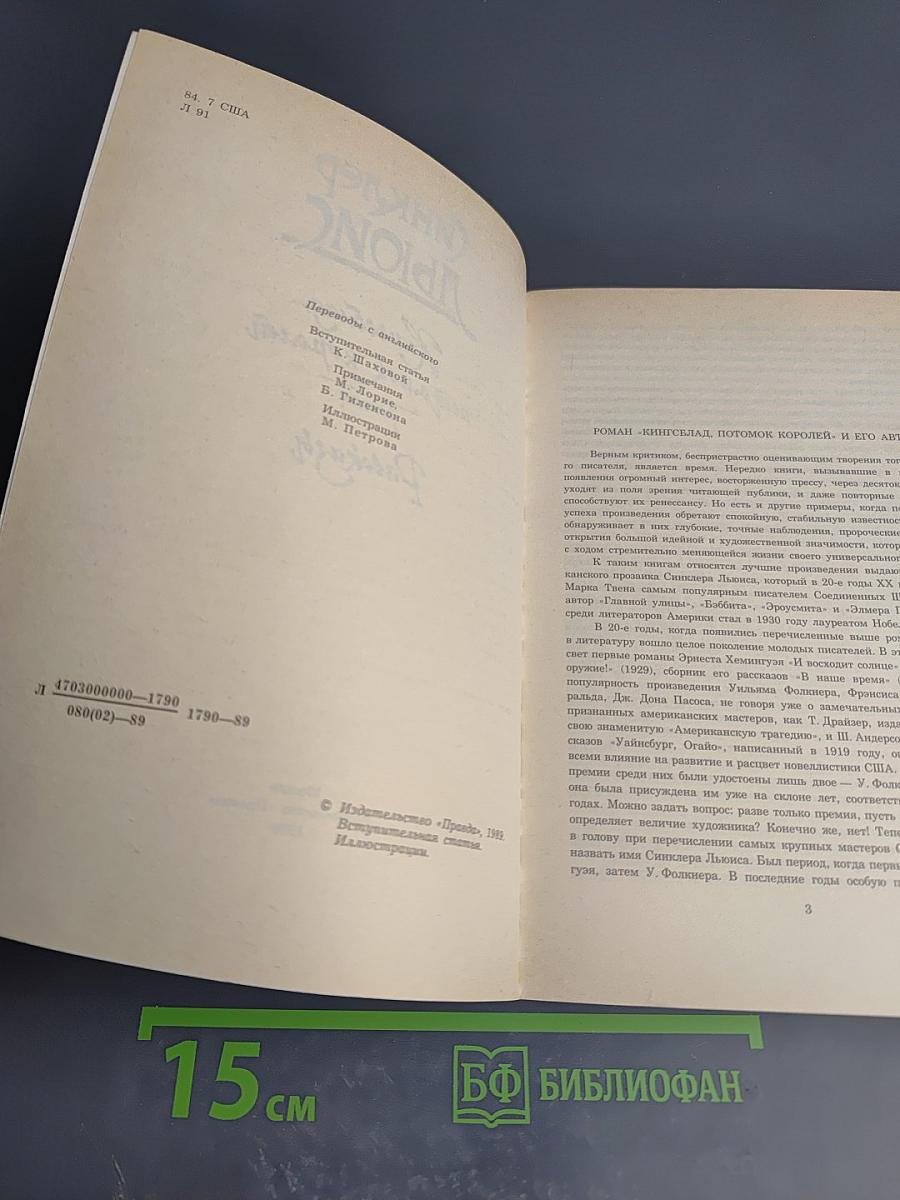 84. 7 США
Л 91
СИНКЛЕР
ЛЬЮИС
Рассказы
Переводы с английского
Вступительная статья
К. Шаховой
Примечания
М. Лорие,
Б. Гиленсона
Иллюстрации
М. Петрова
Л 4703000000—1790
080(02)—89
1790—89
© Издательство «Правда», 1989.
Вступительная статья.
Иллюстрации.
РОМАН «КИНГСБЛАД, ПОТОМОК КОРОЛЕЙ» И ЕГО АВТ
Верным критиком, беспристрастно оценивающим творения тог
го писателя, является время. Нередко книги, вызывавшие в
появления огромный интерес, восторженную прессу, через десяток
уходят из поля зрения читающей публики, и даже повторные
способствуют их ренессансу. Но есть и другие примеры, когда по
успеха произведения обретают спокойную, стабильную известнос
обнаруживает в них глубокие, точные наблюдения, пророческие
открытия большой идейной и художественной значимости, котор
с ходом стремительно меняющейся жизни своего универсального
К таким книгам относятся лучшие произведения выдаю
канского прозаика Синклера Льюиса, который в 20-е годы XX
Марка Твена самым популярным писателем Соединенных Ш
автор «Главной улицы», «Бэббита», «Эроусмита» и «Элмера Г
среди литераторов Америки стал в 1930 году лауреатом Нобел
В 20-е годы, когда появились перечисленные выше ром
в литературу вошло целое поколение молодых писателей. В эт
свет первые романы Эрнеста Хемингуэя «И восходит солнце»
оружие!» (1929), сборник его рассказов «В наше время» (
популярность произведения Уильяма Фолкнера, Фрэнсиса
ральда, Дж. Дона Пасоса, не говоря уже о замечательных
признанных американских мастеров, как Т. Драйзер, изда
свою знаменитую «Американскую трагедию», и Ш. Андерсо
сказов «Уайнсбург, Огайо», написанный в 1919 году, ок
всеми влияние на развитие и расцвет новеллистики США.
премии среди них были удостоены лишь двое — У. Фолк
она была присуждена им уже на склоне лет, соответств
годах. Можно задать вопрос: разве только премия, пусть
определяет величие художника? Конечно же, нет! Тепе
в голову при перечислении самых крупных мастеров С
назвать имя Синклера Льюиса. Был период, когда первы
гуэя, затем У. Фолкнера. В последние годы особую п
3
15 см
БФ БИБЛИОФАН